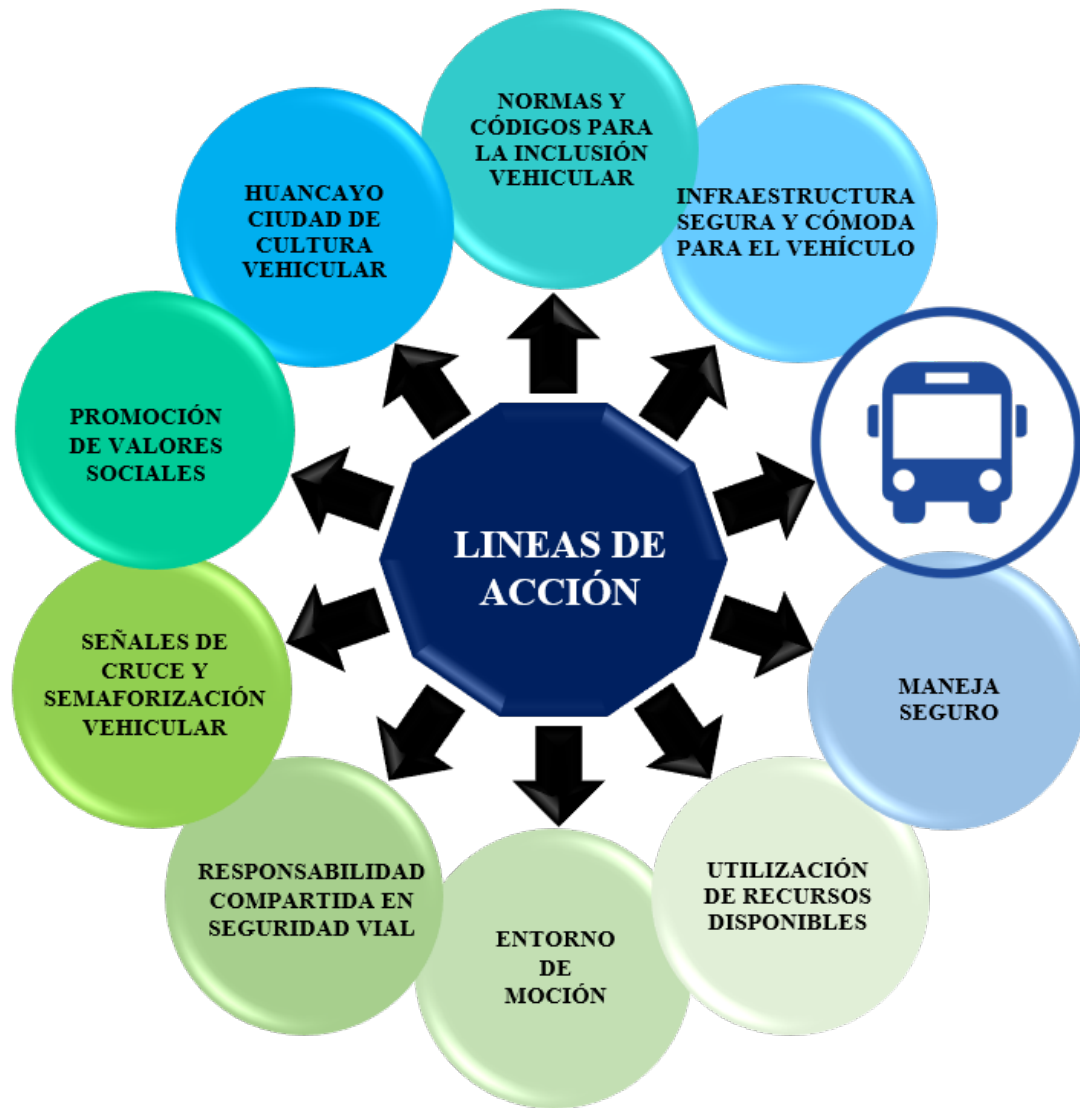 NORMAS Y
CÓDIGOS PARA
LA INCLUSIÓN
VEHICULAR
INFRAESTRUCTURA
SEGURA Y CÓMODA
PARA EL VEHÍCULO
MANEJA
SEGURO
UTILIZACIÓN
DE RECURSOS
DISPONIBLES
ENTORNO
DE
MOCIÓN
RESPONSABILIDAD
COMPARTIDA EN
SEGURIDAD VIAL
SEÑALES DE
CRUCE Y
SEMAFORIZACIÓN
VEHICULAR
PROMOCIÓN
DE VALORES
SOCIALES
HUANCAYO
CIUDAD DE
CULTURA
VEHICULAR
LINEAS DE
ACCIÓN